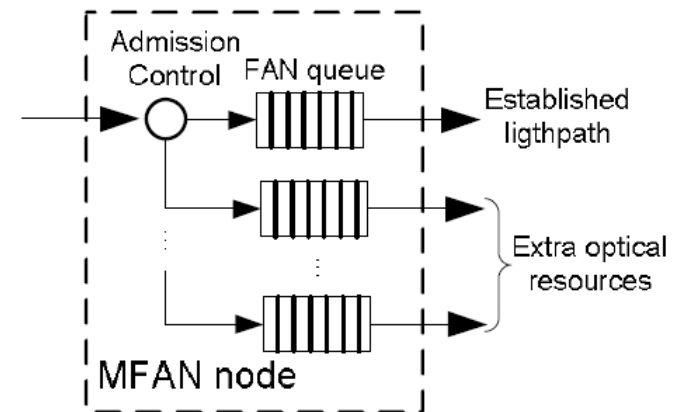 Admission
Control
FAN queue
Established
ligthpath
Extra optical
resources
MFAN node